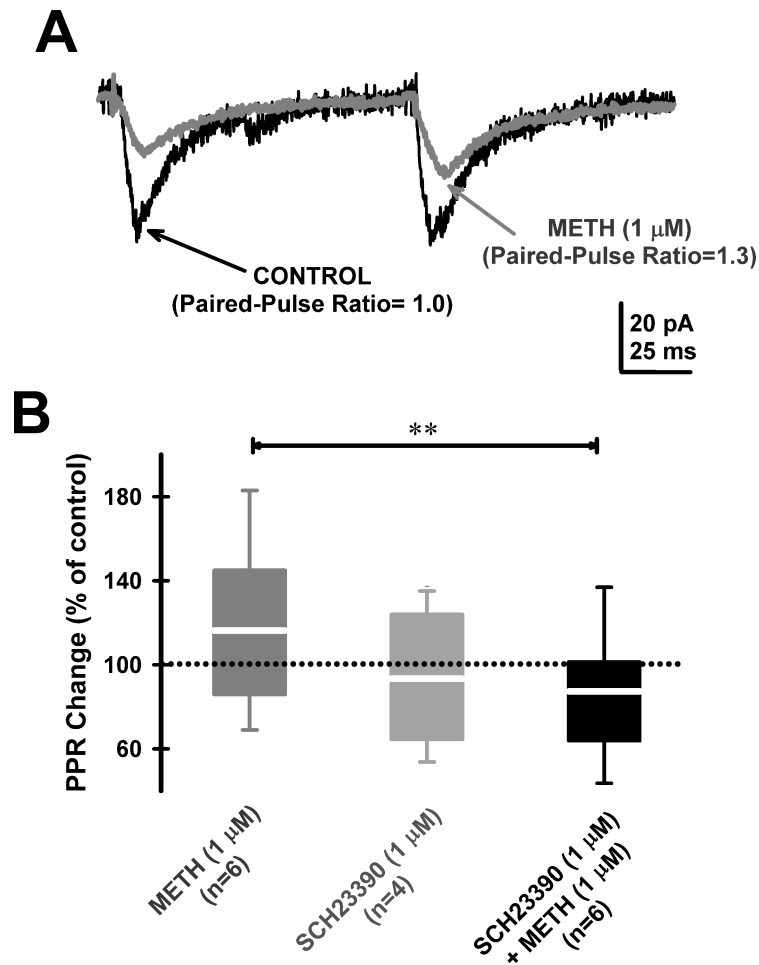 A
METH (1 μM)
(Paired-Pulse Ratio=1.3)
CONTROL
(Paired-Pulse Ratio= 1.0)
20 pA
25 ms
B
**
PPR Change (% of control)
180
140
100
60
METH (1 μM)
(n=6)
SCH23390 (1 μM)
(n=4)
SCH23390 (1 μM)
+ METH (1 μM)
(n=6)